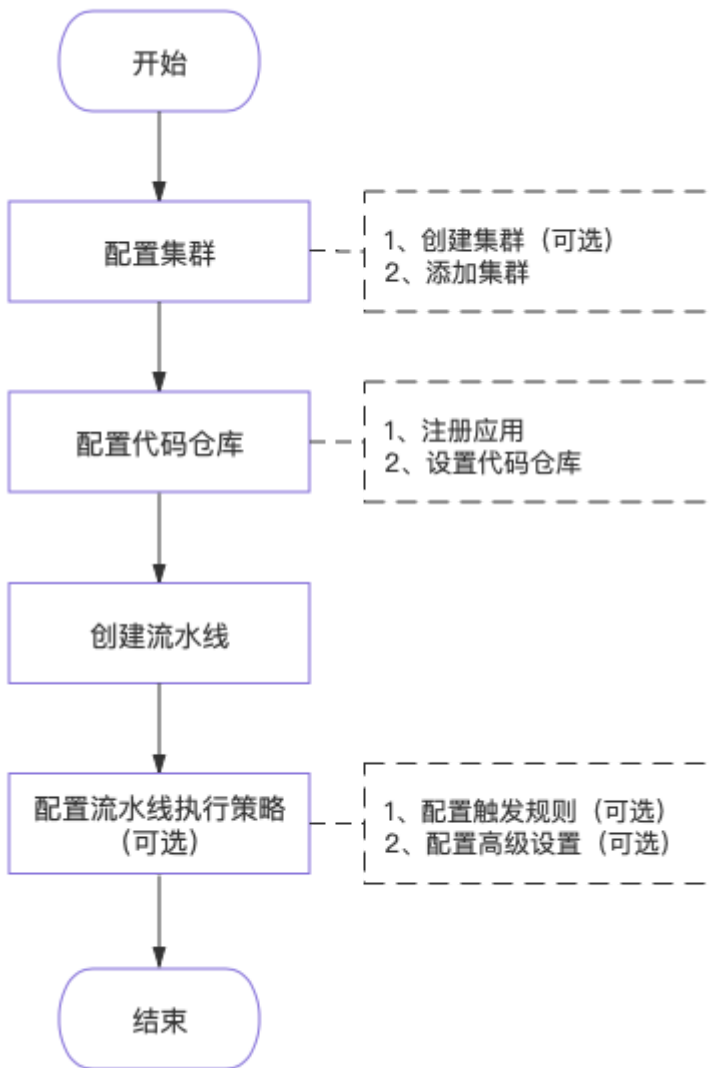 开始
配置集群
1、创建集群（可选）
2、添加集群
配置代码仓库
1、注册应用
2、设置代码仓库
创建流水线
配置流水线执行策略
（可选）
1、配置触发规则（可选）
2、配置高级设置（可选）
结束